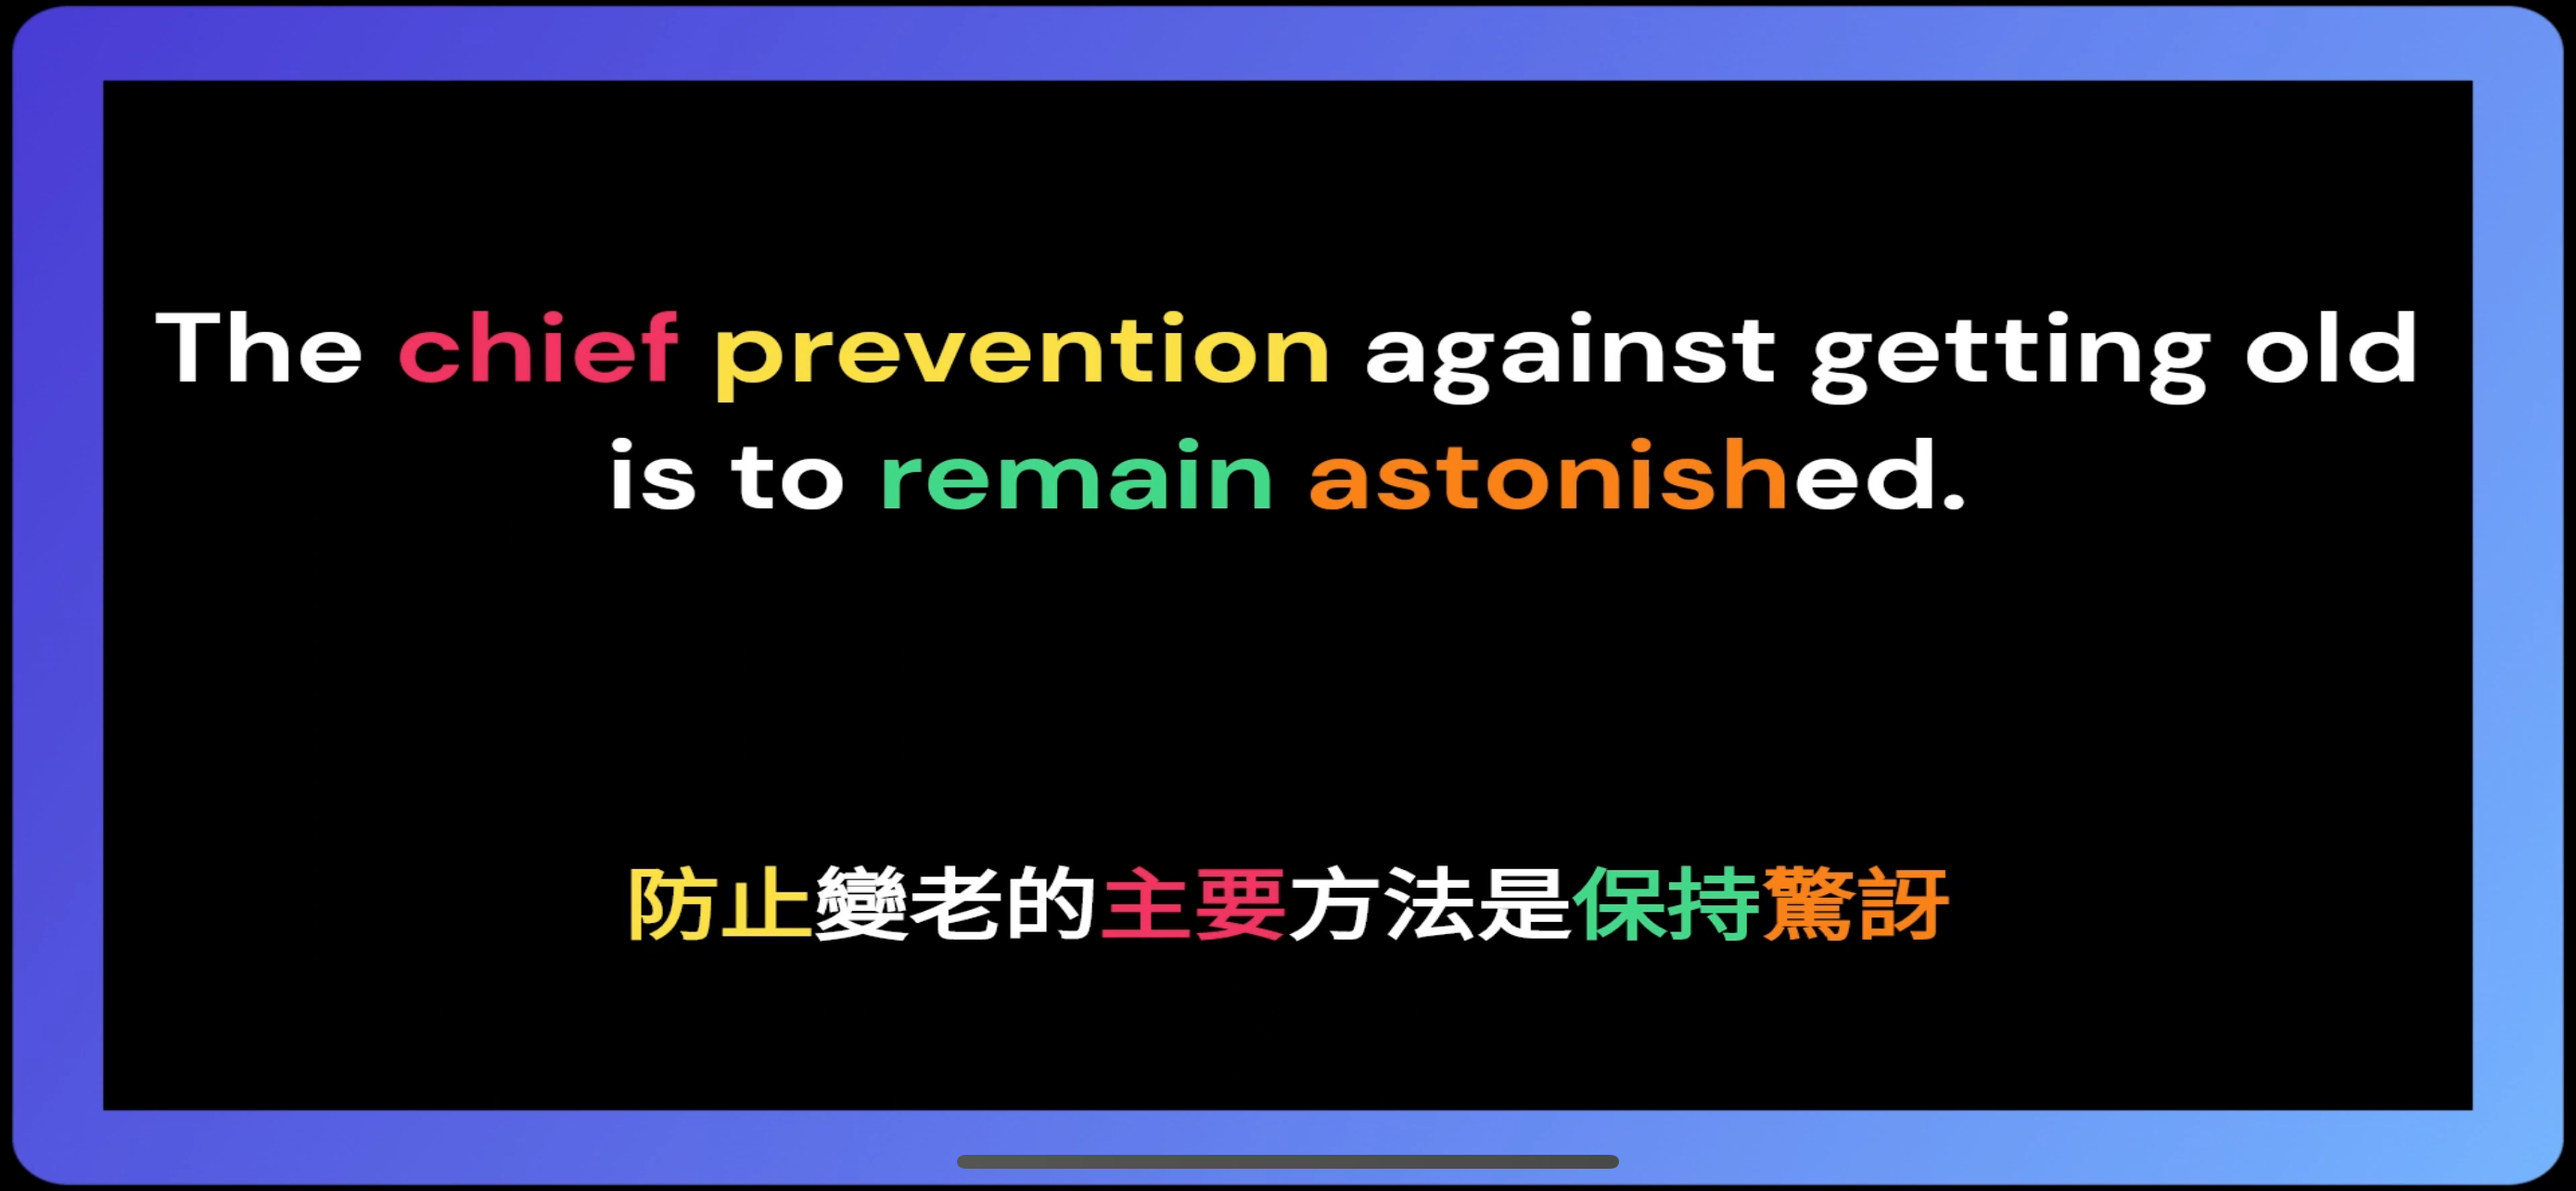 The chief prevention against getting old
is to remain astonished.
防止變老的主要方法是保持驚訝